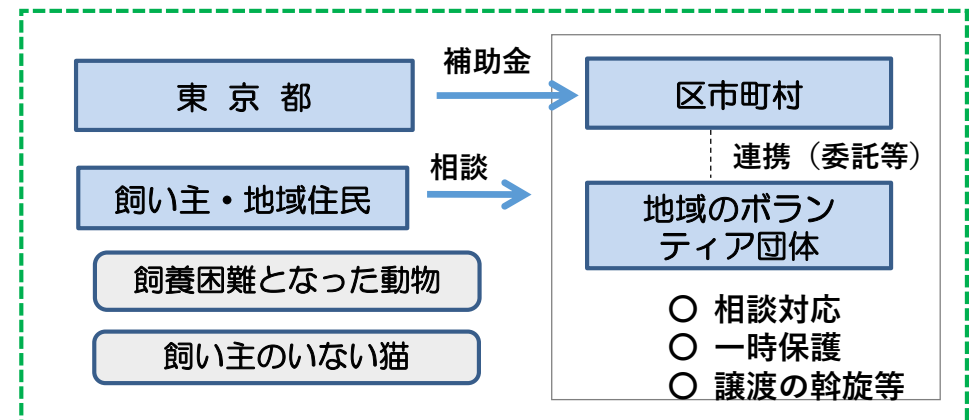 東京都
補助金
区市町村
連携（委託等）
飼い主・地域住民
相談
地域のボラン
ティア団体
飼養困難となった動物
飼い主のいない猫
〇 相談対応
〇 一時保護
〇 譲渡の斡旋等